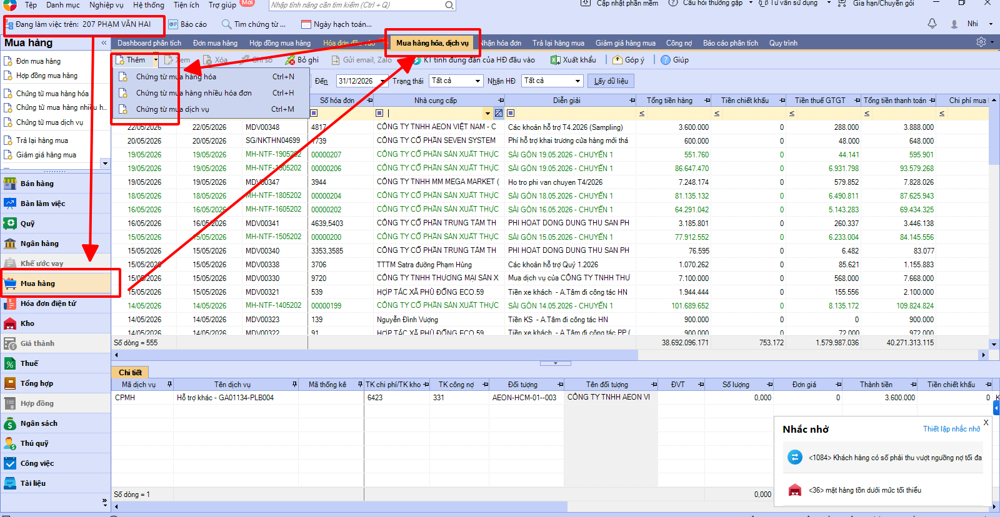 Tệp Danh mục Nghiệp vụ Hệ thống Tiện ích Trợ giúp Mới Nhập tính năng cần tìm kiếm (Ctrl + Q) Cập nhật phần mềm Câu hỏi thường gặp Tư vấn sử dụng Gia hạn/Chuyển gói
Đang làm việc trên: 207 PHẠM VĂN HAI Báo cáo Tìm chứng từ ... Ngày hạch toán... Nhi
Mua hàng «
Dashboard phân tích Đơn mua hàng Hợp đồng mua hàng Hóa đơn đầu vào Mua hàng hóa, dịch vụ Nhận hóa đơn Trả lại hàng mua Giảm giá hàng mua Công nợ Báo cáo phân tích Quy trình
Thêm Xem Xóa Ghi sổ Bỏ ghi Gửi email, Zalo KT tính đúng đắn của HĐ đầu vào Xuất khẩu Góp ý Giúp
Chứng từ mua hàng hóa Ctrl+N
Chứng từ mua hàng nhiều hóa đơn Ctrl+H
Chứng từ mua dịch vụ Ctrl+M
Đến 31/12/2026 Trạng thái Tất cả Nhận HĐ Tất cả Lấy dữ liệu
Đơn mua hàng
Hợp đồng mua hàng
Chứng từ mua hàng hóa
Chứng từ mua hàng nhiều h...
Chứng từ mua dịch vụ
Trả lại hàng mua
Giảm giá hàng mua
Bán hàng
Bàn làm việc
Quỹ
Ngân hàng
Khế ước vay
Mua hàng
Hóa đơn điện tử
Kho
Giá thành
Thuế
Tổng hợp
Hợp đồng
Ngân sách
Thủ quỹ
Công việc
Tài liệu
Số hóa đơn Nhà cung cấp Diễn giải Tổng tiền hàng Tiền chiết khấu Tiền thuế GTGT Tổng tiền thanh toán Chi phí mua
≤ ≤ ≤ ≤ ≤
22/05/2026 22/05/2026 MDV00348 4817 CÔNG TY TNHH AEON VIỆT NAM - C Các khoản hỗ trợ T4.2026 (Sampling) 3.600.000 0 288.000 3.888.000
20/05/2026 20/05/2026 SG/NKTHN04699 1739 CÔNG TY CỔ PHẦN SEVEN SYSTEM Phí hỗ trợ khai trương cửa hàng mới thá 600.000 0 48.000 648.000
19/05/2026 19/05/2026 MH-NTF-1905202 00000207 CÔNG TY CỔ PHẦN SẢN XUẤT THỰC SÀI GÒN 19.05.2026 - CHUYẾN 1 551.760 0 44.141 595.901
19/05/2026 19/05/2026 MH-NTF-1905202 00000206 CÔNG TY CỔ PHẦN SẢN XUẤT THỰC SÀI GÒN 19.05.2026 - CHUYẾN 1 86.647.470 0 6.931.798 93.579.268
19/05/2026 19/05/2026 MDV00347 3944 CÔNG TY TNHH MM MEGA MARKET ( Ho tro phi van chuyen T4/2026 7.248.174 0 579.852 7.828.026
18/05/2026 18/05/2026 MH-NTF-1805202 00000204 CÔNG TY CỔ PHẦN SẢN XUẤT THỰC SÀI GÒN 18.05.2026 - CHUYẾN 1 81.135.132 0 6.490.811 87.625.943
16/05/2026 16/05/2026 MH-NTF-1605202 00000202 CÔNG TY CỔ PHẦN SẢN XUẤT THỰC SÀI GÒN 16.05.2026 - CHUYẾN 1 64.291.042 0 5.143.283 69.434.325
16/05/2026 16/05/2026 MDV00341 4639,5403 CÔNG TY CỔ PHẦN TRUNG TÂM TH PHI HOAT DONG DUNG THU SAN PH 3.185.801 0 260.337 3.446.138
15/05/2026 15/05/2026 MH-NTF-1505202 00000200 CÔNG TY CỔ PHẦN SẢN XUẤT THỰC SÀI GÒN 15.05.2026 - CHUYẾN 1 77.912.552 0 6.233.004 84.145.556
15/05/2026 15/05/2026 MDV00340 3353,3585 CÔNG TY CỔ PHẦN TRUNG TÂM TH PHI HOAT DONG DUNG THU SAN PH 76.595 0 6.482 83.077
15/05/2026 15/05/2026 MDV00338 3706 TTTM Satra đường Phạm Hùng Các khoản hỗ trợ Quý 1.2026 1.070.262 0 85.621 1.155.883
15/05/2026 15/05/2026 MDV00330 9720 CÔNG TY TNHH THƯƠNG MẠI SẢN X Mua dịch vụ của CÔNG TY TNHH THƯ 7.100.000 0 568.000 7.668.000
15/05/2026 15/05/2026 MDV00321 539 HỢP TÁC XÃ PHÙ ĐỔNG ECO.59 Tiền xe khách - A.Tâm đi công tác HN 1.944.444 0 155.556 2.100.000
14/05/2026 14/05/2026 MH-NTF-1405202 00000199 CÔNG TY CỔ PHẦN SẢN XUẤT THỰC SÀI GÒN 14.05.2026 - CHUYẾN 1 101.689.652 0 8.135.172 109.824.824
14/05/2026 14/05/2026 MDV00323 139 Nguyễn Đình Vượng Tiền KS - A.Tâm đi công tác HN 900.000 0 0 900.000
14/05/2026 14/05/2026 MDV00322 91 HỢP TÁC XÃ PHÙ ĐỔNG ECO.59 Tiền xe khách - A.Tâm đi công tác PP ( 900.000 0 72.000 972.000
Số dòng = 555 38.692.096.171 753.172 1.579.987.036 40.271.313.115
Chi tiết
Mã dịch vụ Tên dịch vụ Mã thống kê TK chi phí/TK kho TK công nợ Đối tượng Tên đối tượng ĐVT Số lượng Đơn giá Thành tiền Tiền chiết khấu
CPMH Hỗ trợ khác - GA01134-PLB004 6423 331 AEON-HCM-01--003 CÔNG TY TNHH AEON VI 0,000 0 3.600.000 0 K
Số dòng = 1 0,000
Nhắc nhở Thiết lập nhắc nhở X
<1084> Khách hàng có số phải thu vượt ngưỡng nợ tối đa
<36> mặt hàng tồn dưới mức tối thiểu